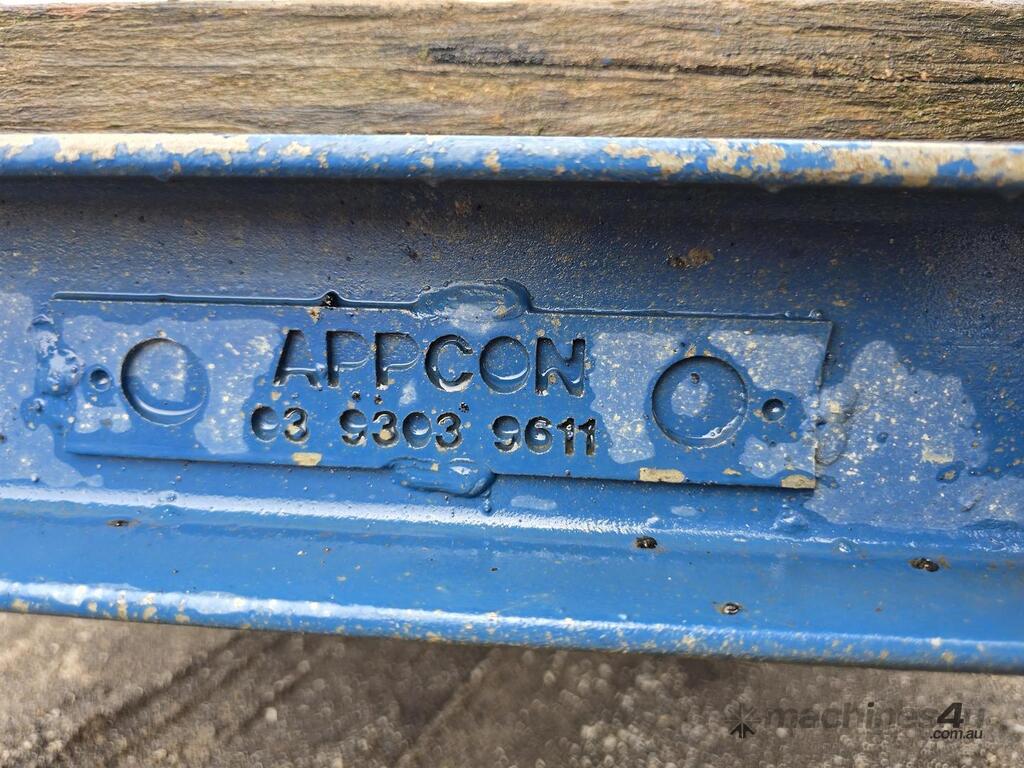 APPCON
03 9303 9611
machines4u
.com.au